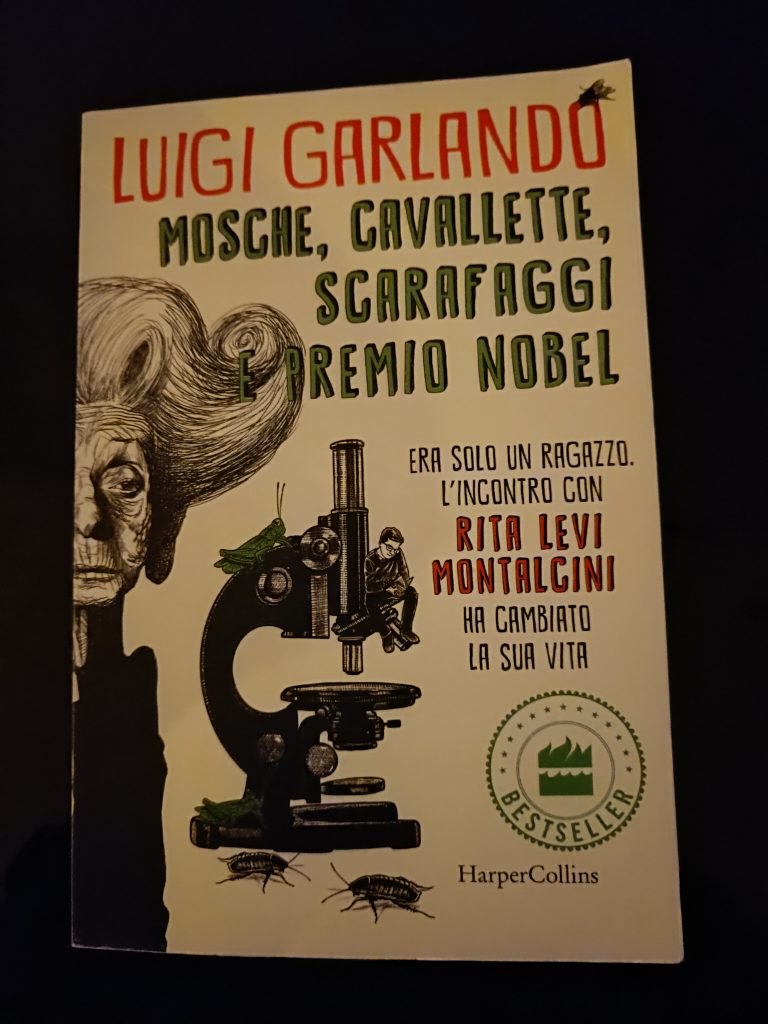 LUIGI GARLANDO
MOSCHE, CAVALLETTE,
SCARAFAGGI
E PREMIO NOBEL
ERA SOLO UN RAGAZZO.
L'INCONTRO CON
RITA LEVI
MONTALCINI
HA CAMBIATO
LA SUA VITA
BESTSELLER
HarperCollins